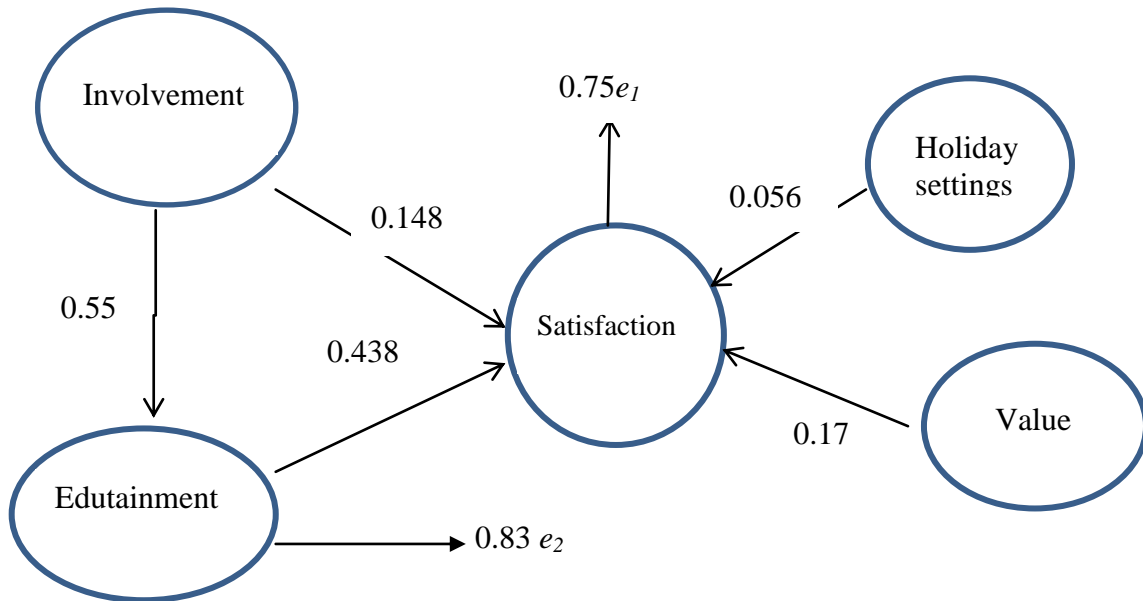 Involvement
0.75e1
Holiday
settings
0.148
0.056
0.55
Satisfaction
0.438
Value
0.17
Edutainment
0.83 e2